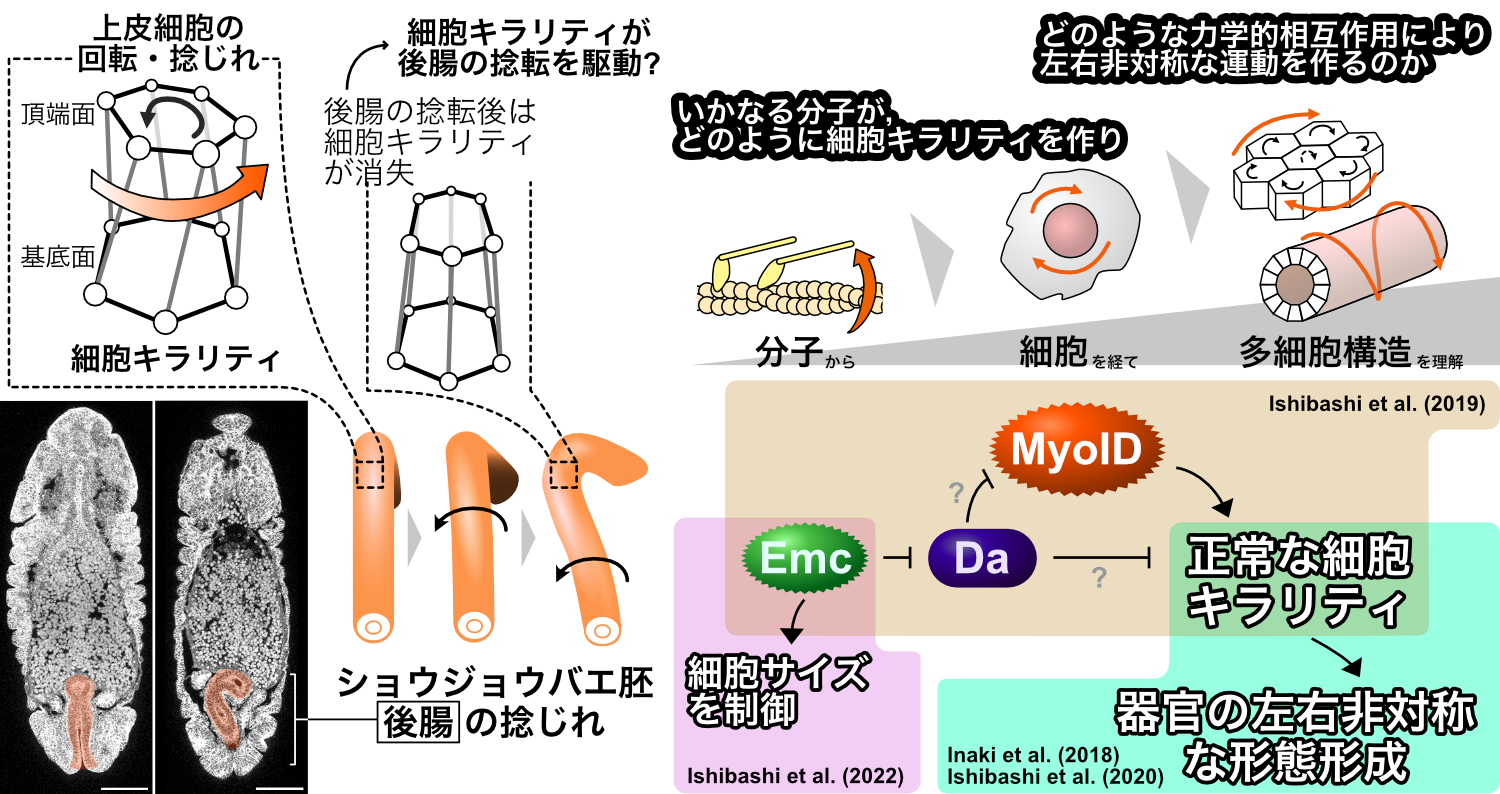 上皮細胞の
回転・捻じれ
頂端面
基底面
細胞キラリティ
細胞キラリティが
後腸の捻転を駆動?
後腸の捻転後は
細胞キラリティ
が消失
ショウジョウバエ胚
後腸の捻じれ
いかなる分子が,
どのように細胞キラリティを作り
どのような力学的相互作用により
左右非対称な運動を作るのか
分子から
細胞を経て
多細胞構造を理解
Ishibashi et al. (2019)
MyoID
?
Emc
Da
?
正常な細胞
キラリティ
細胞サイズ
を制御
Ishibashi et al. (2022)
器官の左右非対称
な形態形成
Inaki et al. (2018)
Ishibashi et al. (2020)